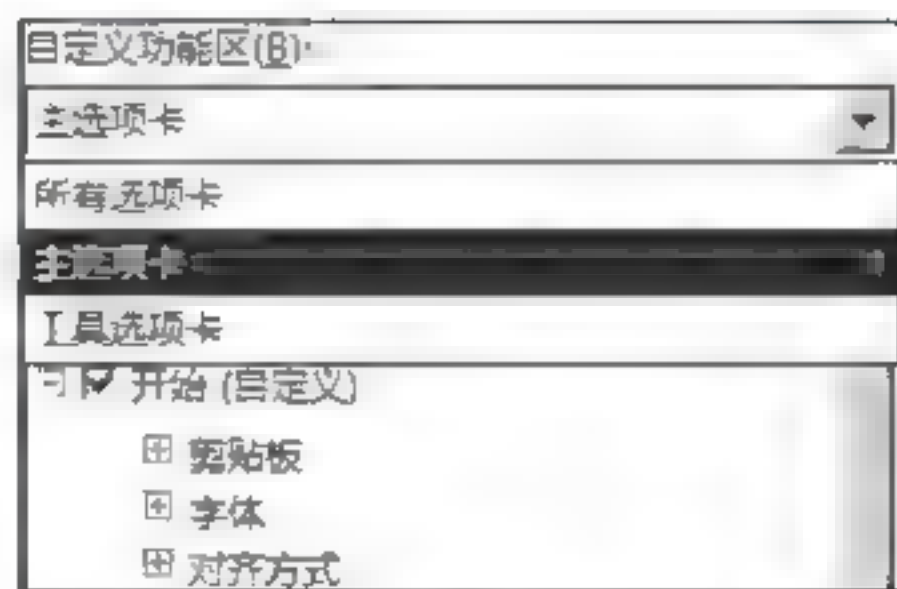 自定义功能区(B):
主选项卡
所有选项卡
主选项卡
工具选项卡
开始 (自定义)
剪贴板
字体
对齐方式